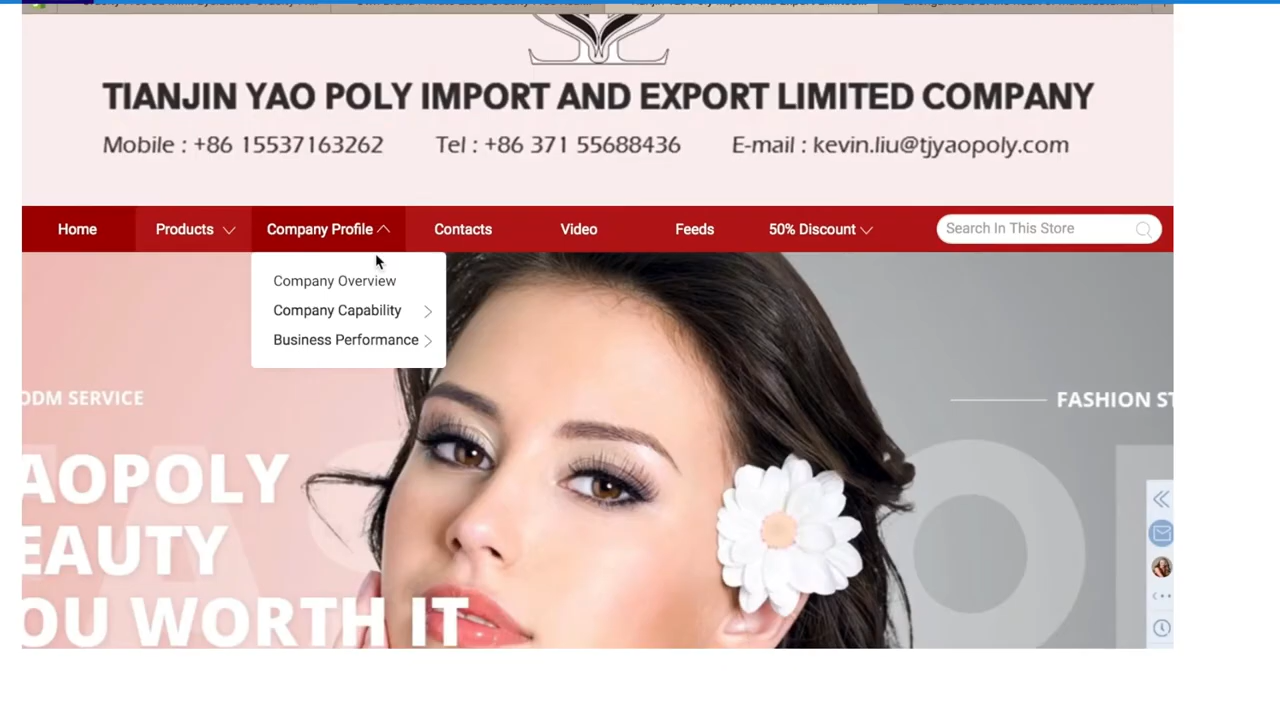 TIANJIN YAO POLY IMPORT AND EXPORT LIMITED COMPANY
Mobile : +86 15537163262 Tel : +86 371 55688436 E-mail : kevin.liu@tjyaopoly.com
Home Products Company Profile Contacts Video Feeds 50% Discount Search In This Store
Company Overview
Company Capability
Business Performance
ODM SERVICE
FASHION ST
AOPOLY
EAUTY
OU WORTH IT